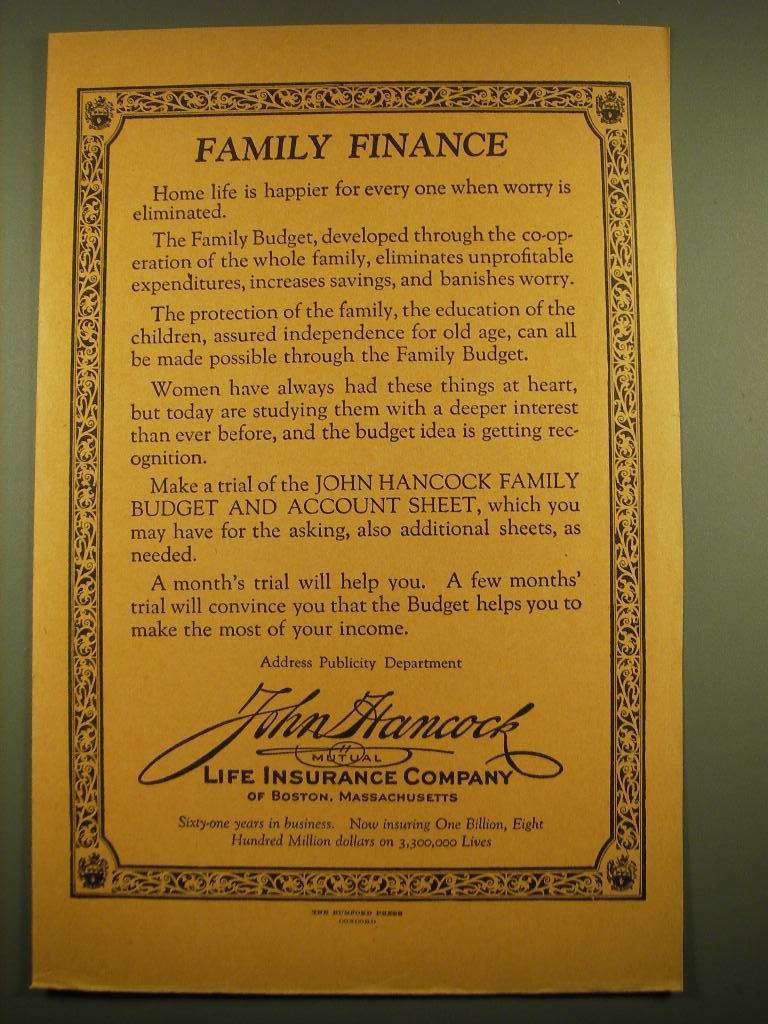 FAMILY FINANCE
Home life is happier for every one when worry is
eliminated.
The Family Budget, developed through the co-op-
eration of the whole family, eliminates unprofitable
expenditures, increases savings, and banishes worry.
The protection of the family, the education of the
children, assured independence for old age, can all
be made possible through the Family Budget.
Women have always had these things at heart,
but today are studying them with a deeper interest
than ever before, and the budget idea is getting rec-
ognition.
Make a trial of the JOHN HANCOCK FAMILY
BUDGET AND ACCOUNT SHEET, which you
may have for the asking, also additional sheets, as
needed.
A month's trial will help you. A few months'
trial will convince you that the Budget helps you to
make the most of your income.
Address Publicity Department
John Hancock
MUTUAL
LIFE INSURANCE COMPANY
OF BOSTON, MASSACHUSETTS
Sixty-one years in business. Now insuring One Billion, Eight
Hundred Million dollars on 3,300,000 Lives
THE RUMFORD PRESS
CONCORD